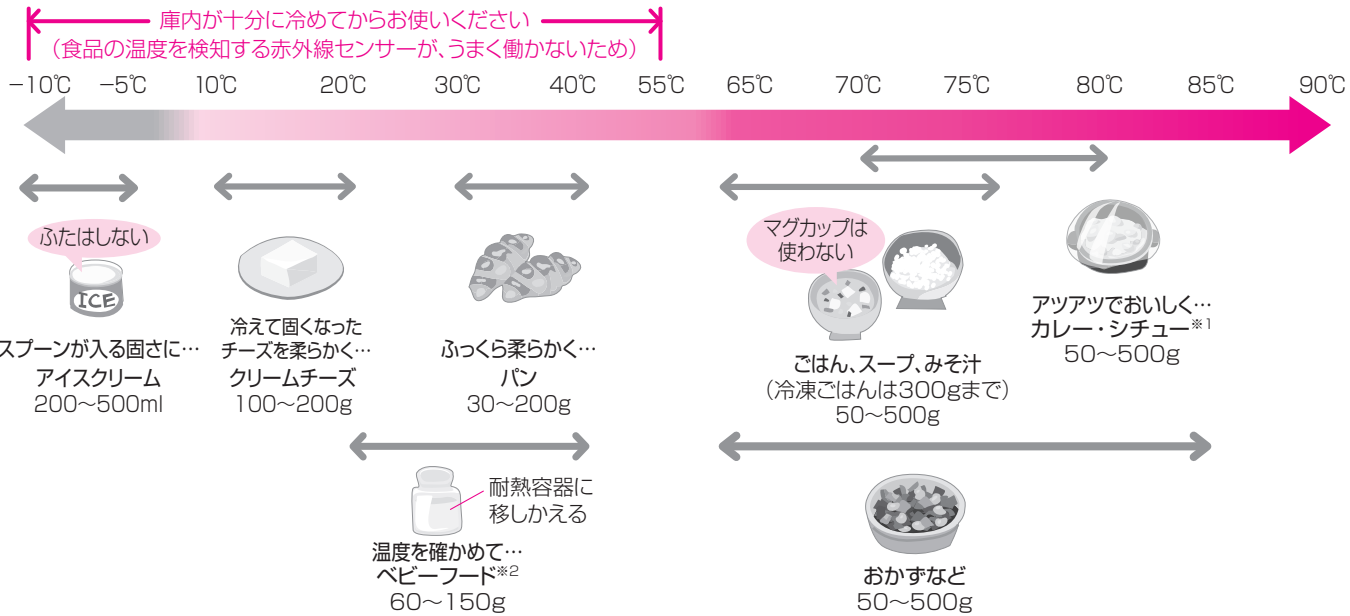 庫内が十分に冷めてからお使いください
(食品の温度を検知する赤外線センサーが、うまく働かないため)
−10℃ −5℃ 10℃ 20℃ 30℃ 40℃ 55℃ 65℃ 70℃ 75℃ 80℃ 85℃ 90℃
ふたはしない
ICE
スプーンが入る固さに…
アイスクリーム
200〜500ml
冷えて固くなった
チーズを柔らかく…
クリームチーズ
100〜200g
ふっくら柔らかく…
パン
30〜200g
マグカップは
使わない
ごはん、スープ、みそ汁
(冷凍ごはんは300gまで)
50〜500g
アツアツでおいしく…
カレー・シチュー※1
50〜500g
耐熱容器に
移しかえる
温度を確かめて…
ベビーフード※2
60〜150g
おかずなど
50〜500g